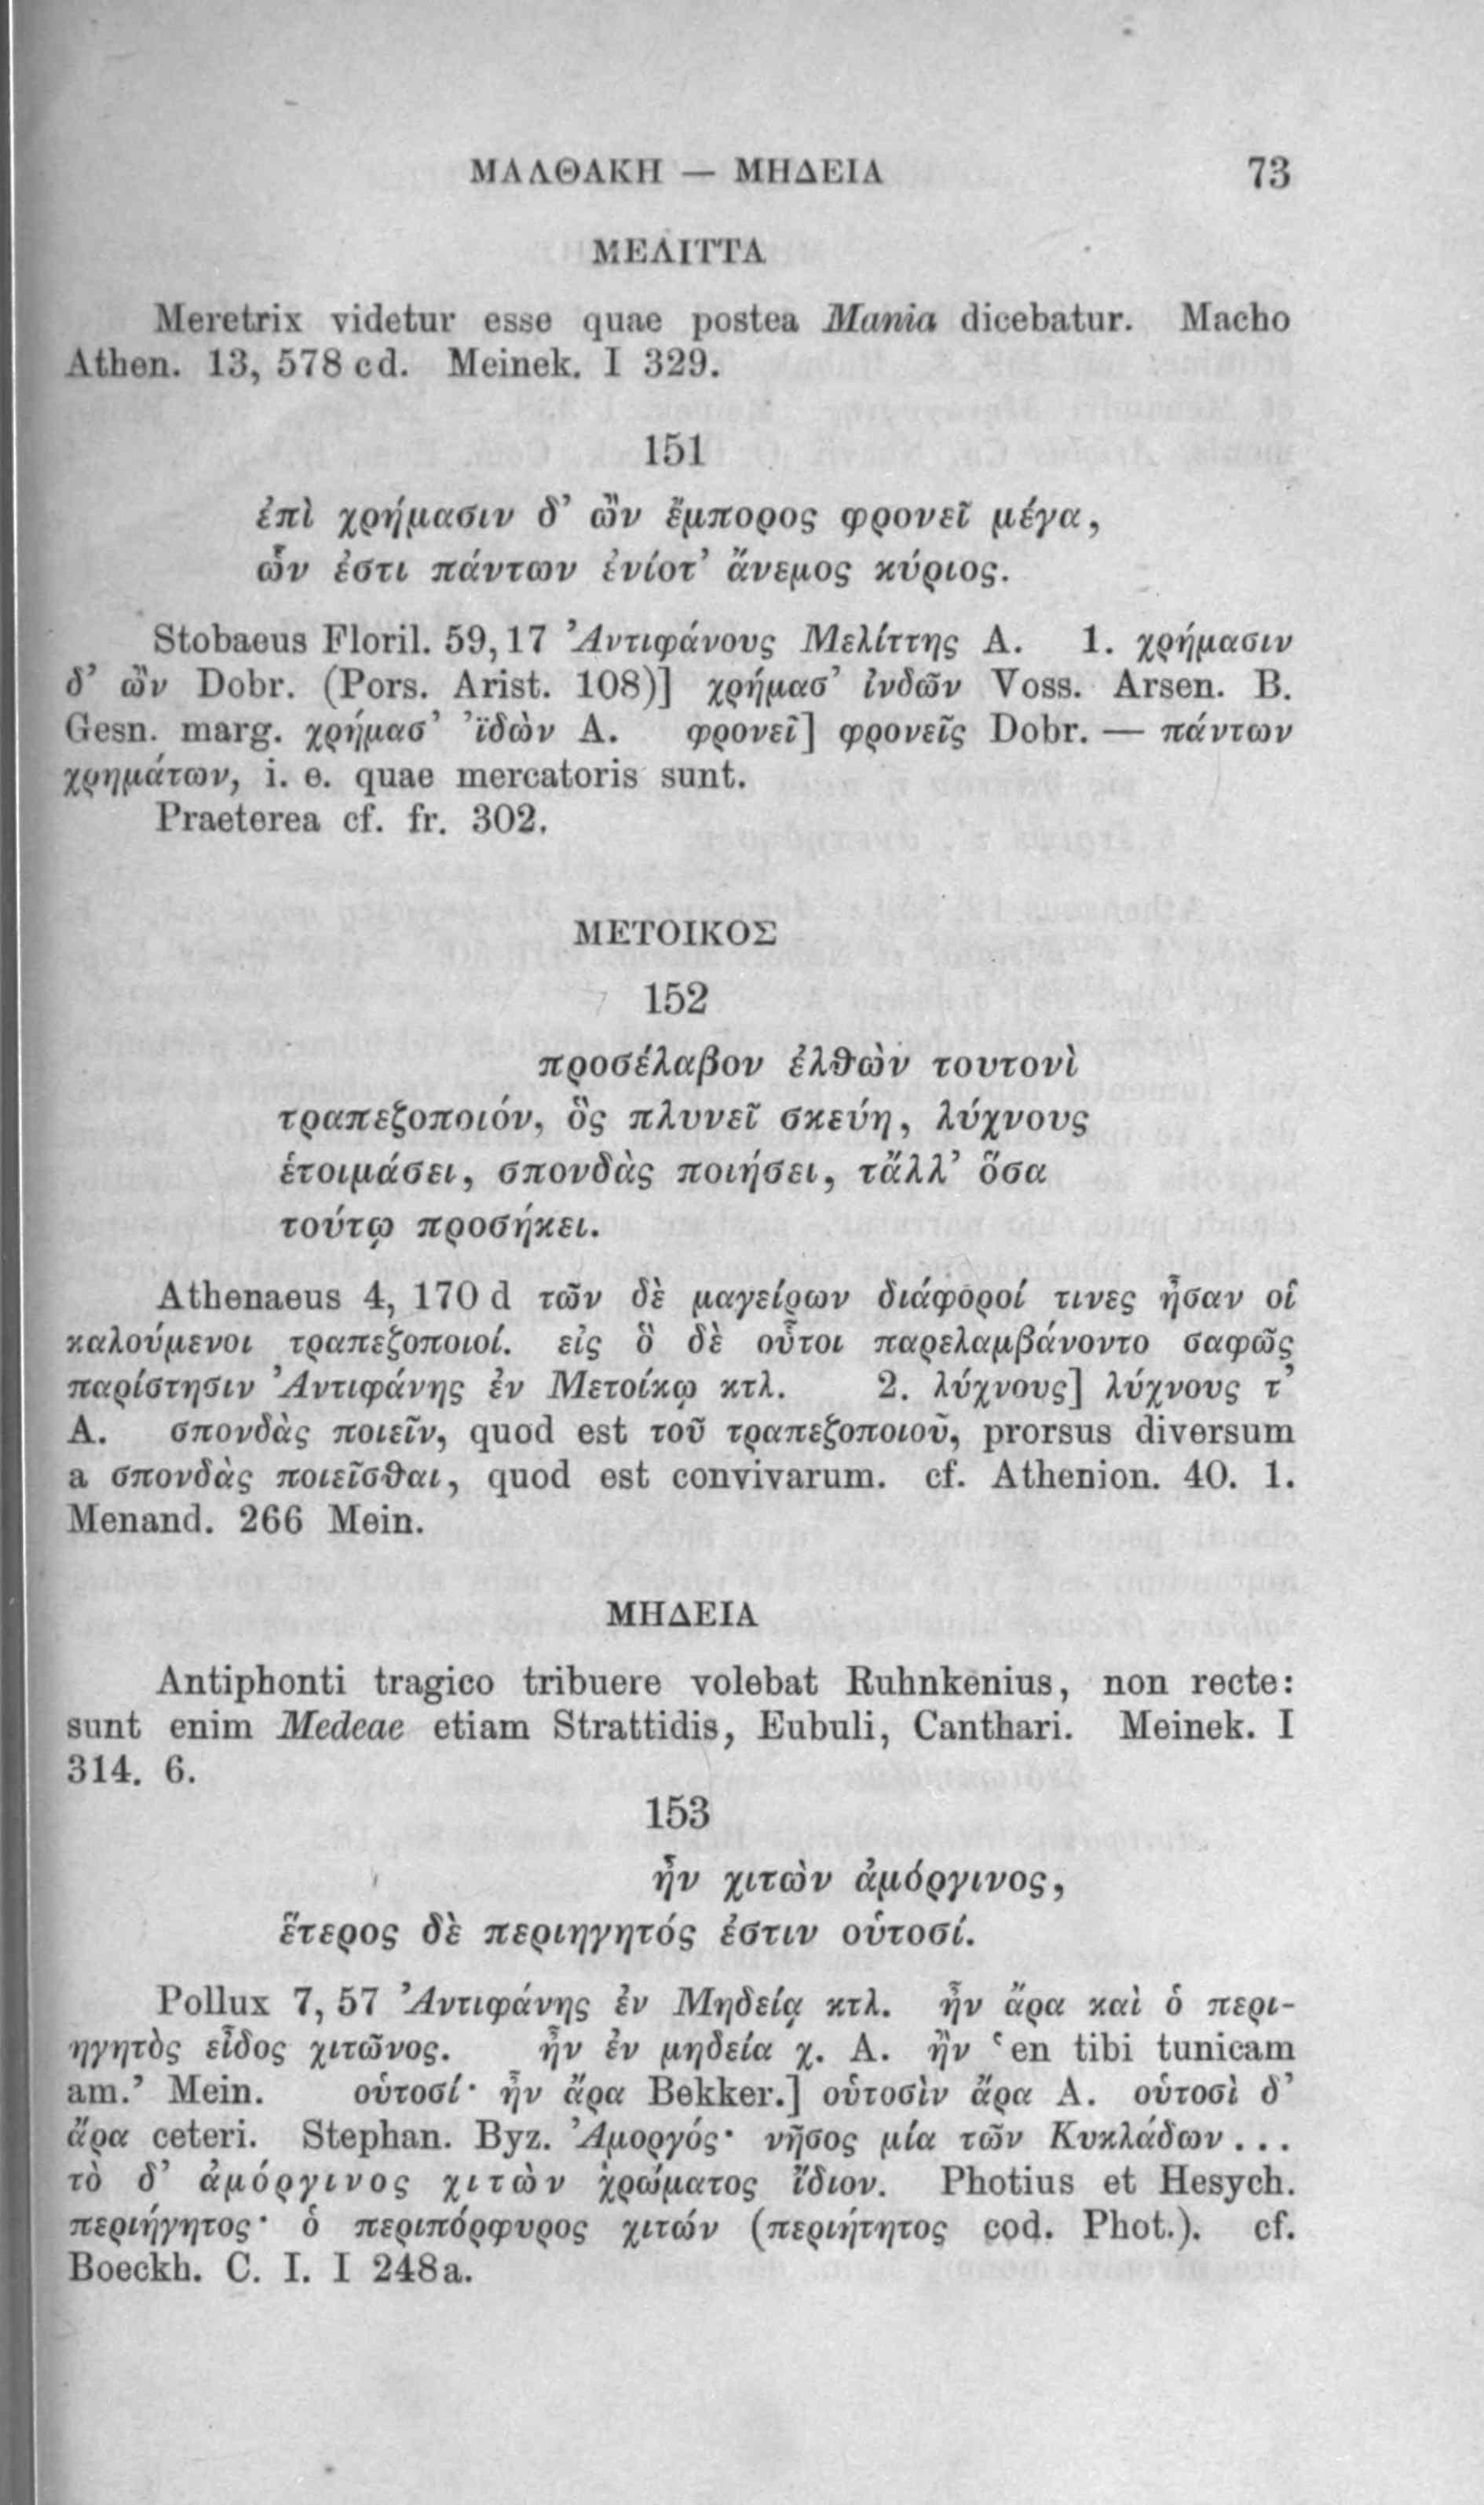 ΜΑΛΘΑΚΗ — ΜΗΔΕΙΑ 73
ΜΕΛΙΤΤΑ
Meretrix videtur esse quae postea Mania dicebatur. Macho
Athen. 13, 578 cd. Meinek. I 329.
151
ἐπὶ χρήμασιν δ’ ὢν ἔμπορος φρονεῖ μέγα,
ὧν ἐστι πάντων ἐνίοτ’ ἄνεμος κύριος.
Stobaeus Floril. 59, 17 Ἀντιφάνους Μελίττης A. 1. χρήμασιν
δ’ ὢν Dobr. (Pors. Arist. 108)] χρήμασ’ ἰνδῶν Voss. Arsen. B.
Gesn. marg. χρήμασ’ ’ϊδὼν A. φρονεῖ] φρονεῖς Dobr. — πάντων
χρημάτων, i. e. quae mercatoris sunt.
Praeterea cf. fr. 302.
ΜΕΤΟΙΚΟΣ
152
προσέλαβον ἐλθὼν τουτονὶ
τραπεζοποιόν, ὃς πλυνεῖ σκεύη, λύχνους
ἑτοιμάσει, σπονδὰς ποιήσει, τἄλλ’ ὅσα
τούτῳ προσήκει.
Athenaeus 4, 170 d τῶν δὲ μαγείρων διάφοροί τινες ἦσαν οἱ
καλούμενοι τραπεζοποιοί. εἰς ὃ δὲ οὗτοι παρελαμβάνοντο σαφῶς
παρίστησιν Ἀντιφάνης ἐν Μετοίκῳ κτλ. 2. λύχνους] λύχνους τ’
A. σπονδὰς ποιεῖν, quod est τοῦ τραπεζοποιοῦ, prorsus diversum
a σπονδὰς ποιεῖσθαι, quod est convivarum. cf. Athenion. 40. 1.
Menand. 266 Mein.
ΜΗΔΕΙΑ
Antiphonti tragico tribuere volebat Ruhnkenius, non recte:
sunt enim Medeae etiam Strattidis, Eubuli, Canthari. Meinek. I
314. 6.
153
ἦν χιτὼν ἀμόργινος,
ἕτερος δὲ περιηγητός ἐστιν οὑτοσί.
Pollux 7, 57 Ἀντιφάνης ἐν Μηδείᾳ κτλ. ἦν ἄρα καὶ ὁ περι-
ηγητὸς εἶδος χιτῶνος. ἦν ἐν μηδεία χ. A. ἢν ‘en tibi tunicam
am.’ Mein. οὑτοσί· ἦν ἄρα Bekker.] οὑτοσὶν ἄρα A. οὑτοσὶ δ’
ἄρα ceteri. Stephan. Byz. Ἀμοργός· νῆσος μία τῶν Κυκλάδων ...
τὸ δ’ ἀμόργινος χιτὼν χρώματος ἴδιον. Photius et Hesych.
περιήγητος· ὁ περιπόρφυρος χιτών (περιήτητος cod. Phot.). cf.
Boeckh. C. I. I 248a.